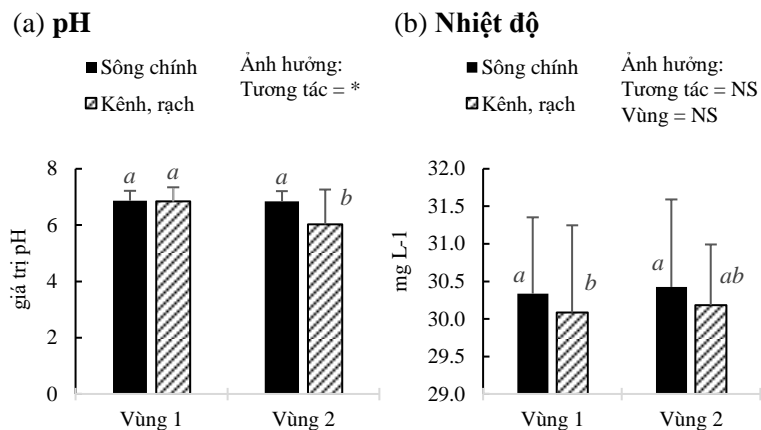 (a) pH
Sông chính
Kênh, rạch
Ảnh hưởng:
Tương tác = *
giá trị pH
8
6
4
2
0
a
a
a
b
Vùng 1
Vùng 2
(b) Nhiệt độ
Sông chính
Kênh, rạch
Ảnh hưởng:
Tương tác = NS
Vùng = NS
mg L-1
32.0
31.5
31.0
30.5
30.0
29.5
29.0
a
b
a
ab
Vùng 1
Vùng 2